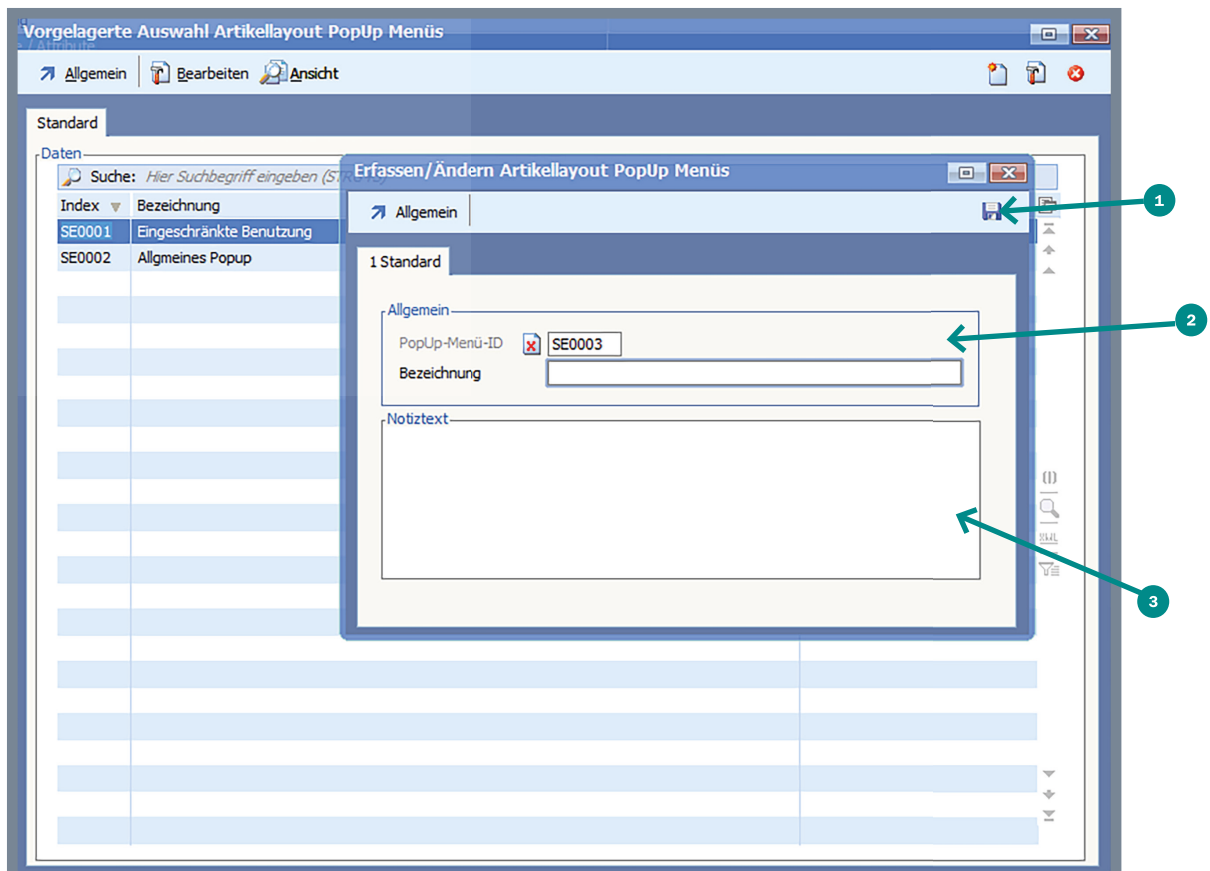 Vorgelagerte Auswahl Artikellayout PopUp Menüs
/ Attribute
Allgemein Bearbeiten Ansicht
Standard
Daten
Suche: Hier Suchbegriff eingeben
Index Bezeichnung
SE0001 Eingeschränkte Benutzung
SE0002 Allgmeines Popup
Erfassen/Ändern Artikellayout PopUp Menüs
Allgemein
1 Standard
Allgemein
PopUp-Menü-ID SE0003
Bezeichnung
Notiztext
1
2
3
XML